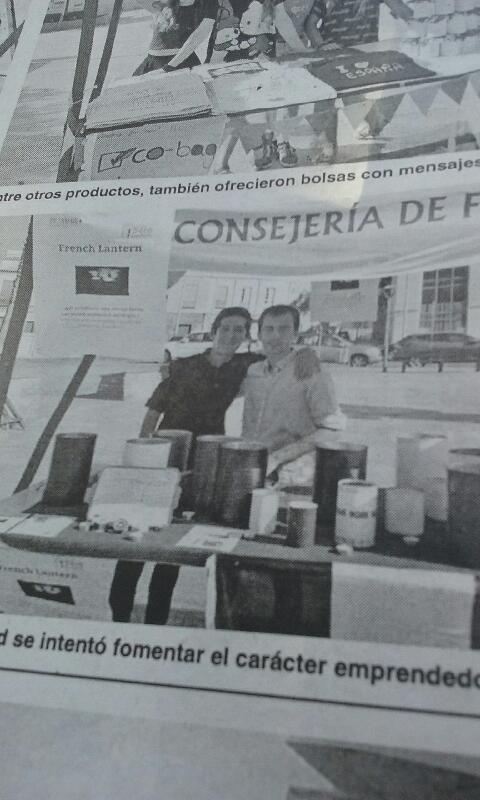 I ♥ ESPAÑA
co-bag
ntre otros productos, también ofrecieron bolsas con mensajes
CONSEJERÍA DE F
French Lantern
French Lantern
d se intentó fomentar el carácter emprendedo